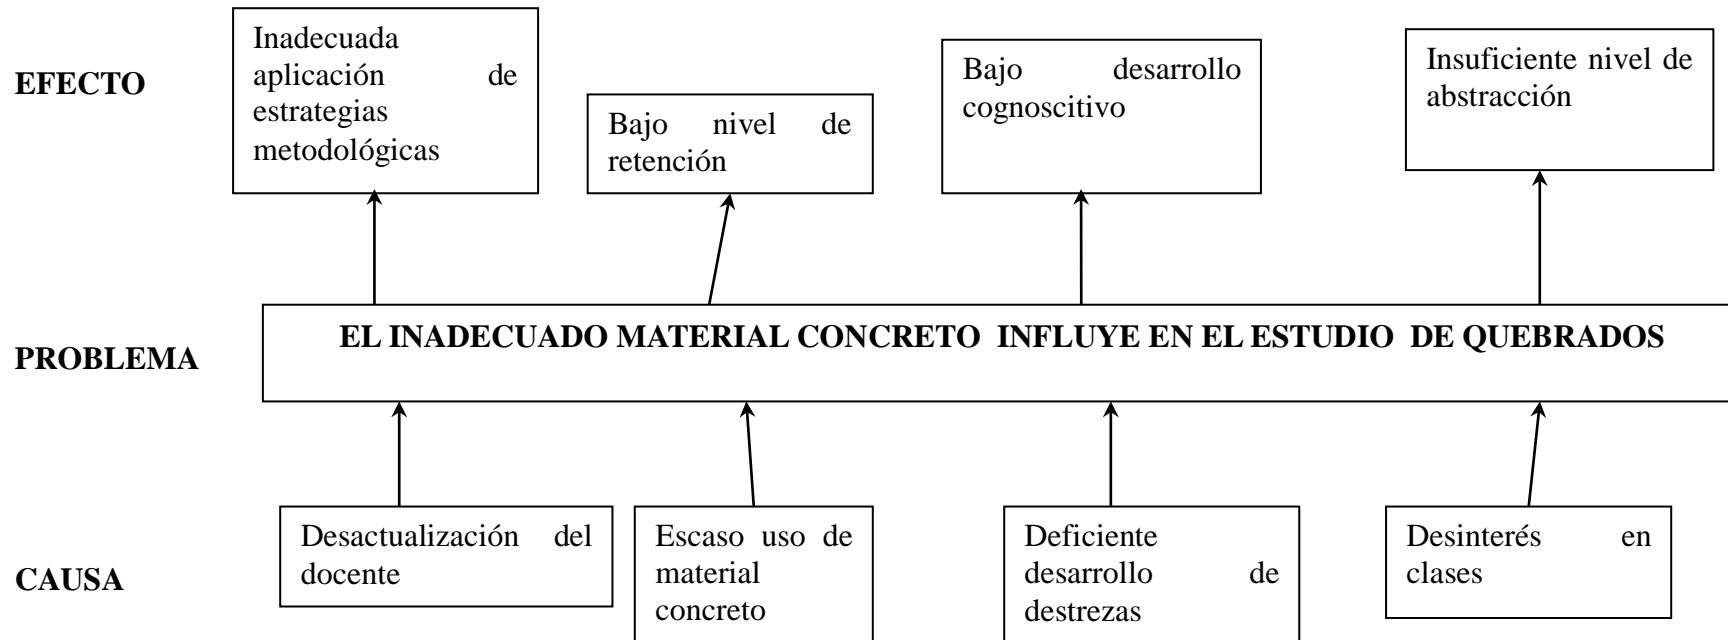 EFECTO
Inadecuada
aplicación de
estrategias
metodológicas
Bajo nivel de
retención
Bajo desarrollo
cognoscitivo
Insuficiente nivel de
abstracción
PROBLEMA
EL INADECUADO MATERIAL CONCRETO INFLUYE EN EL ESTUDIO DE QUEBRADOS
CAUSA
Desactualización del
docente
Escaso uso de
material
concreto
Deficiente
desarrollo de
destrezas
Desinterés en
clases